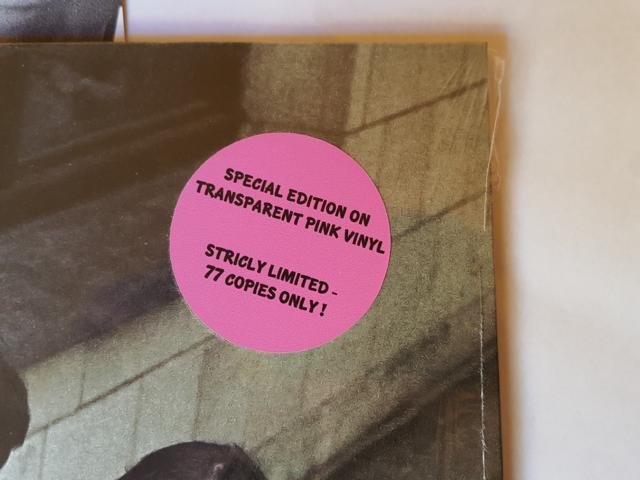 SPECIAL EDITION ON
TRANSPARENT PINK VINYL
STRICLY LIMITED -
77 COPIES ONLY !